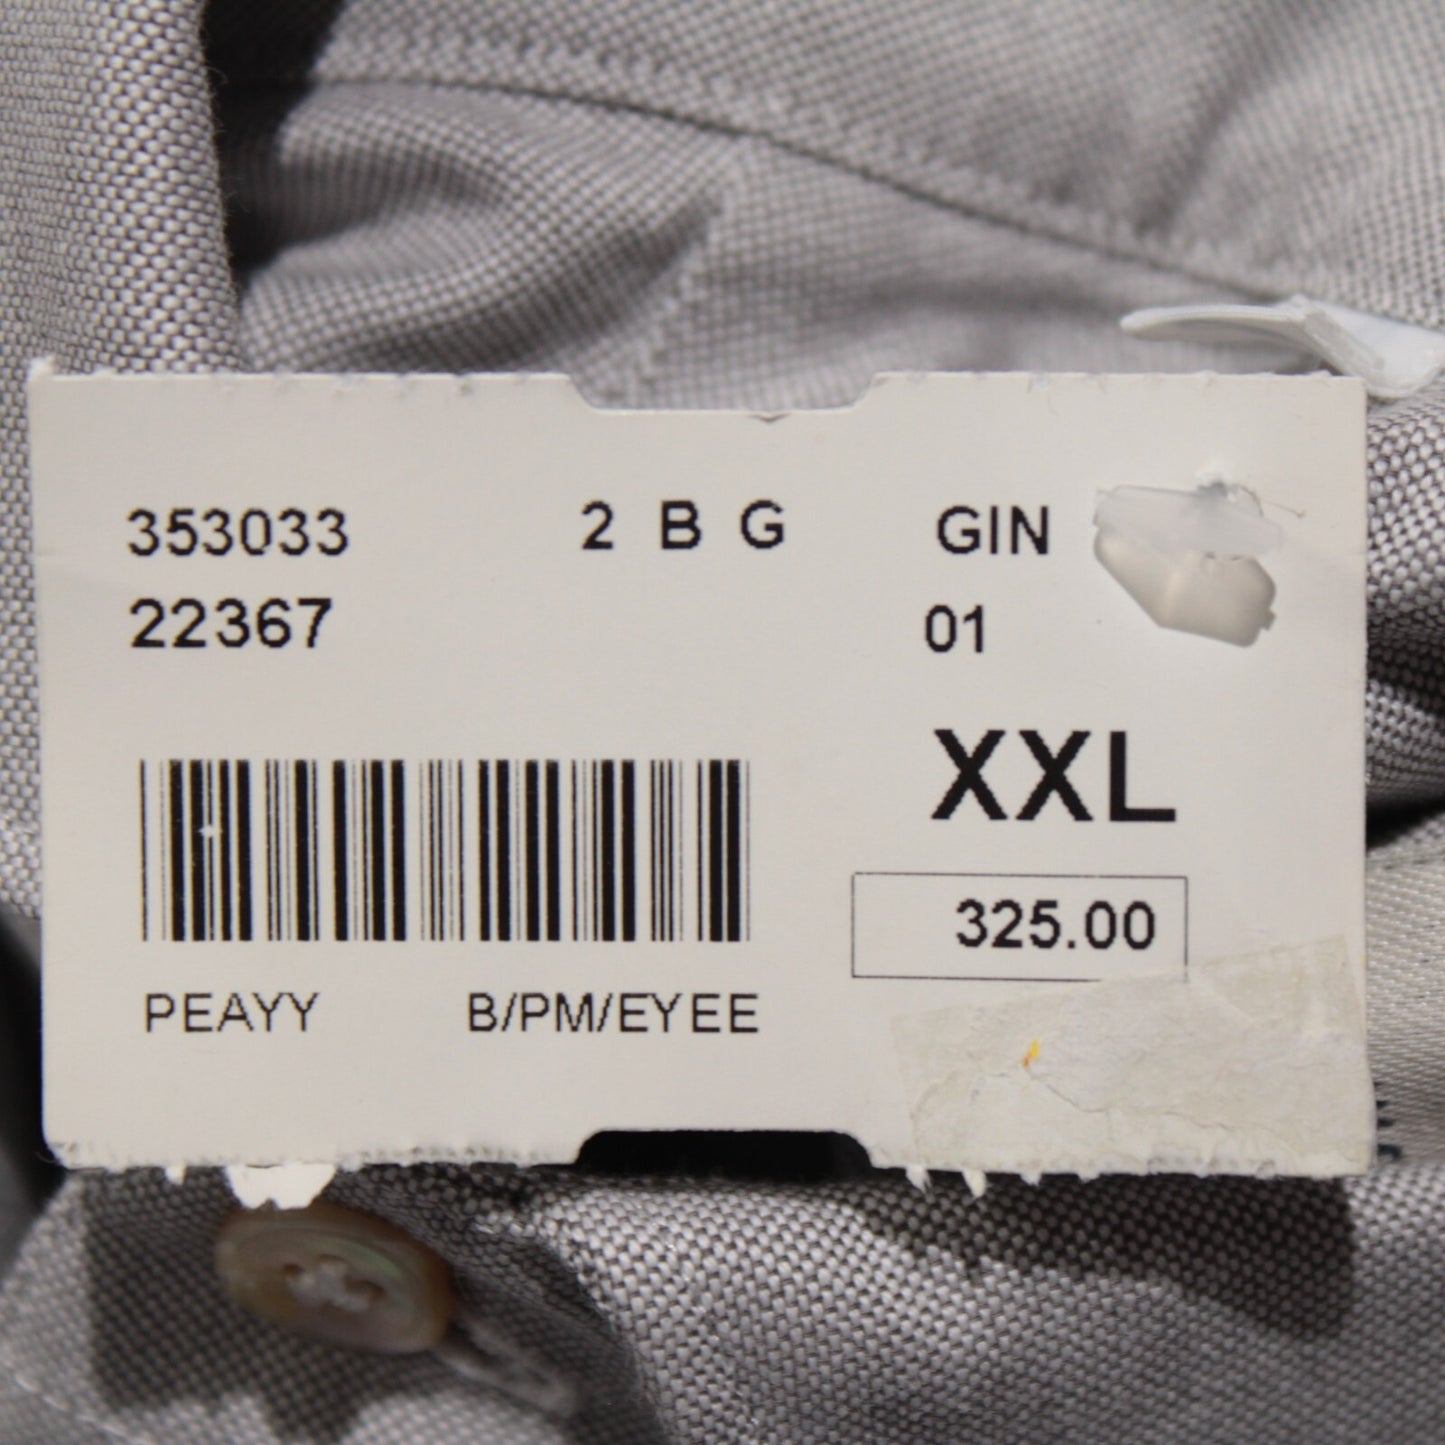 353033 2 B G GIN
22367 01
XXL
325.00
PEAYY B/PM/EYEE